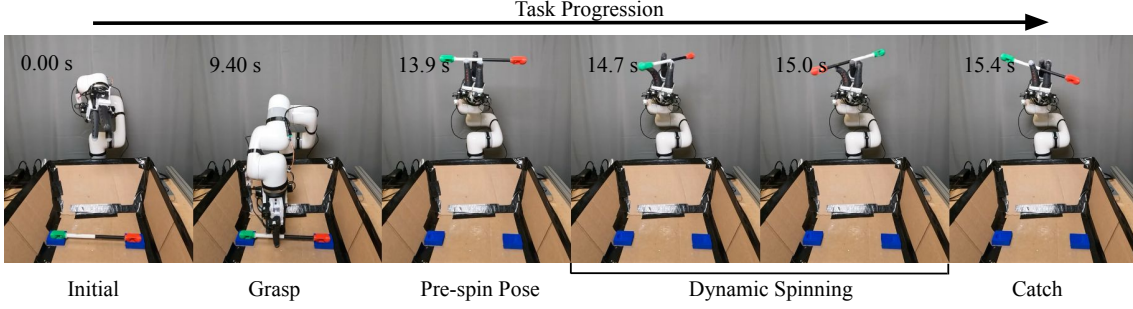 Task Progression
0.00 s
9.40 s
13.9 s
14.7 s
15.0 s
15.4 s
Initial
Grasp
Pre-spin Pose
Dynamic Spinning
Catch